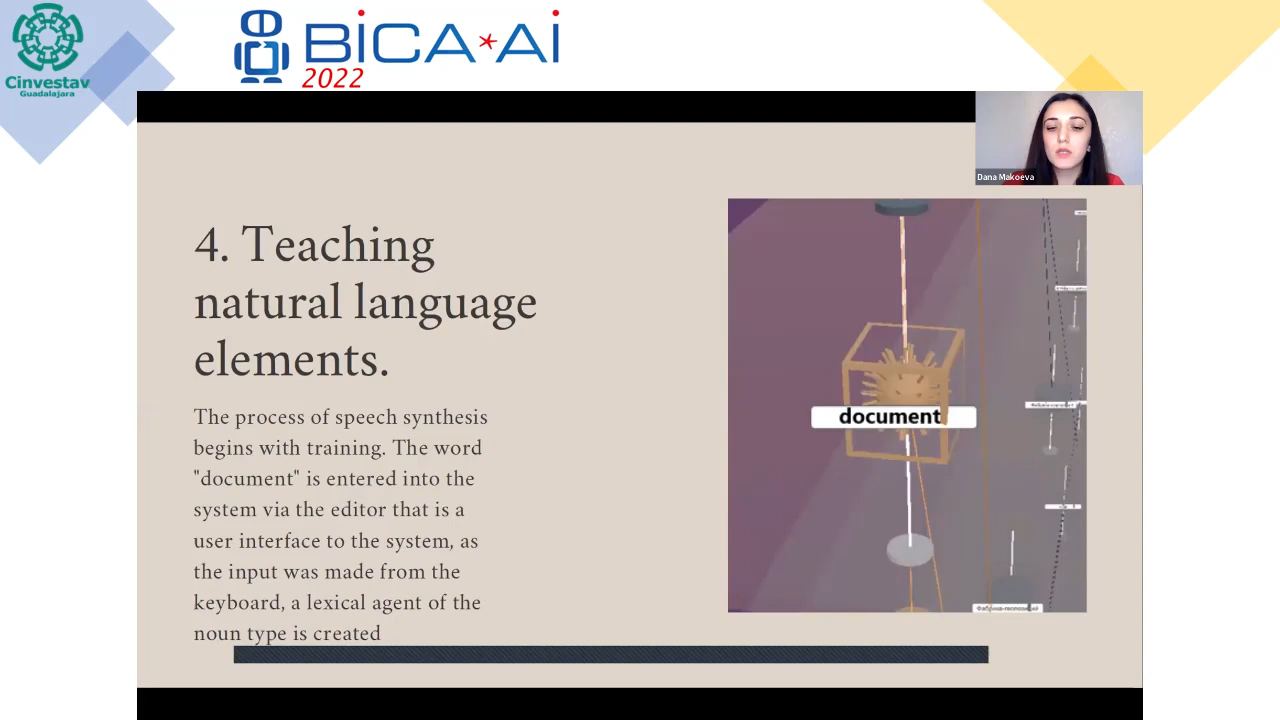 Cinvestav
Guadalajara
BiCA*Ai
2022
Dana Makoeva
4. Teaching
natural language
elements.
The process of speech synthesis
begins with training. The word
"document" is entered into the
system via the editor that is a
user interface to the system, as
the input was made from the
keyboard, a lexical agent of the
noun type is created
document